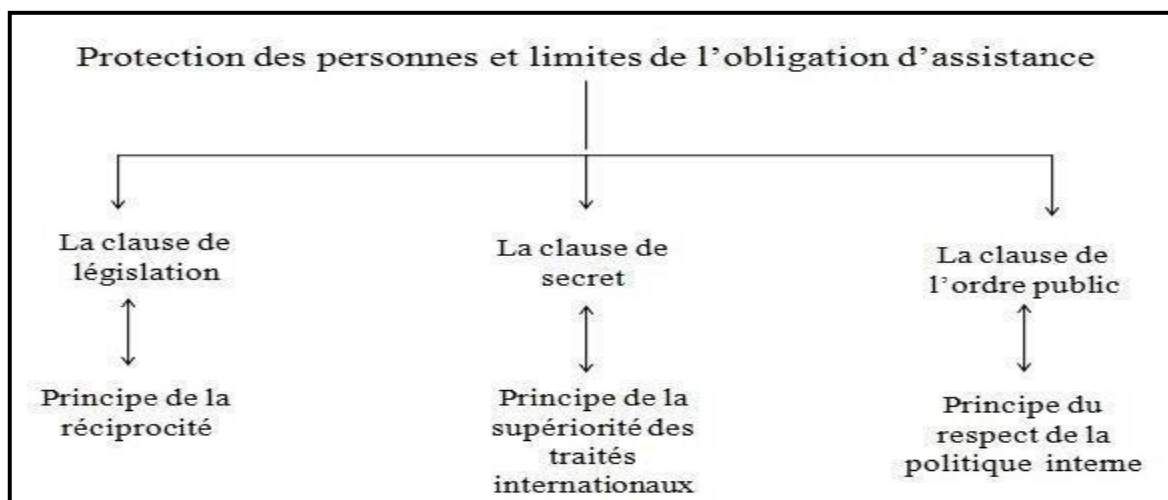 Protection des personnes et limites de l’obligation d’assistance
La clause de
législation
La clause de
secret
La clause de
l’ordre public
Principe de la
réciprocité
Principe de la
supériorité des
traités
internationaux
Principe du
respect de la
politique interne